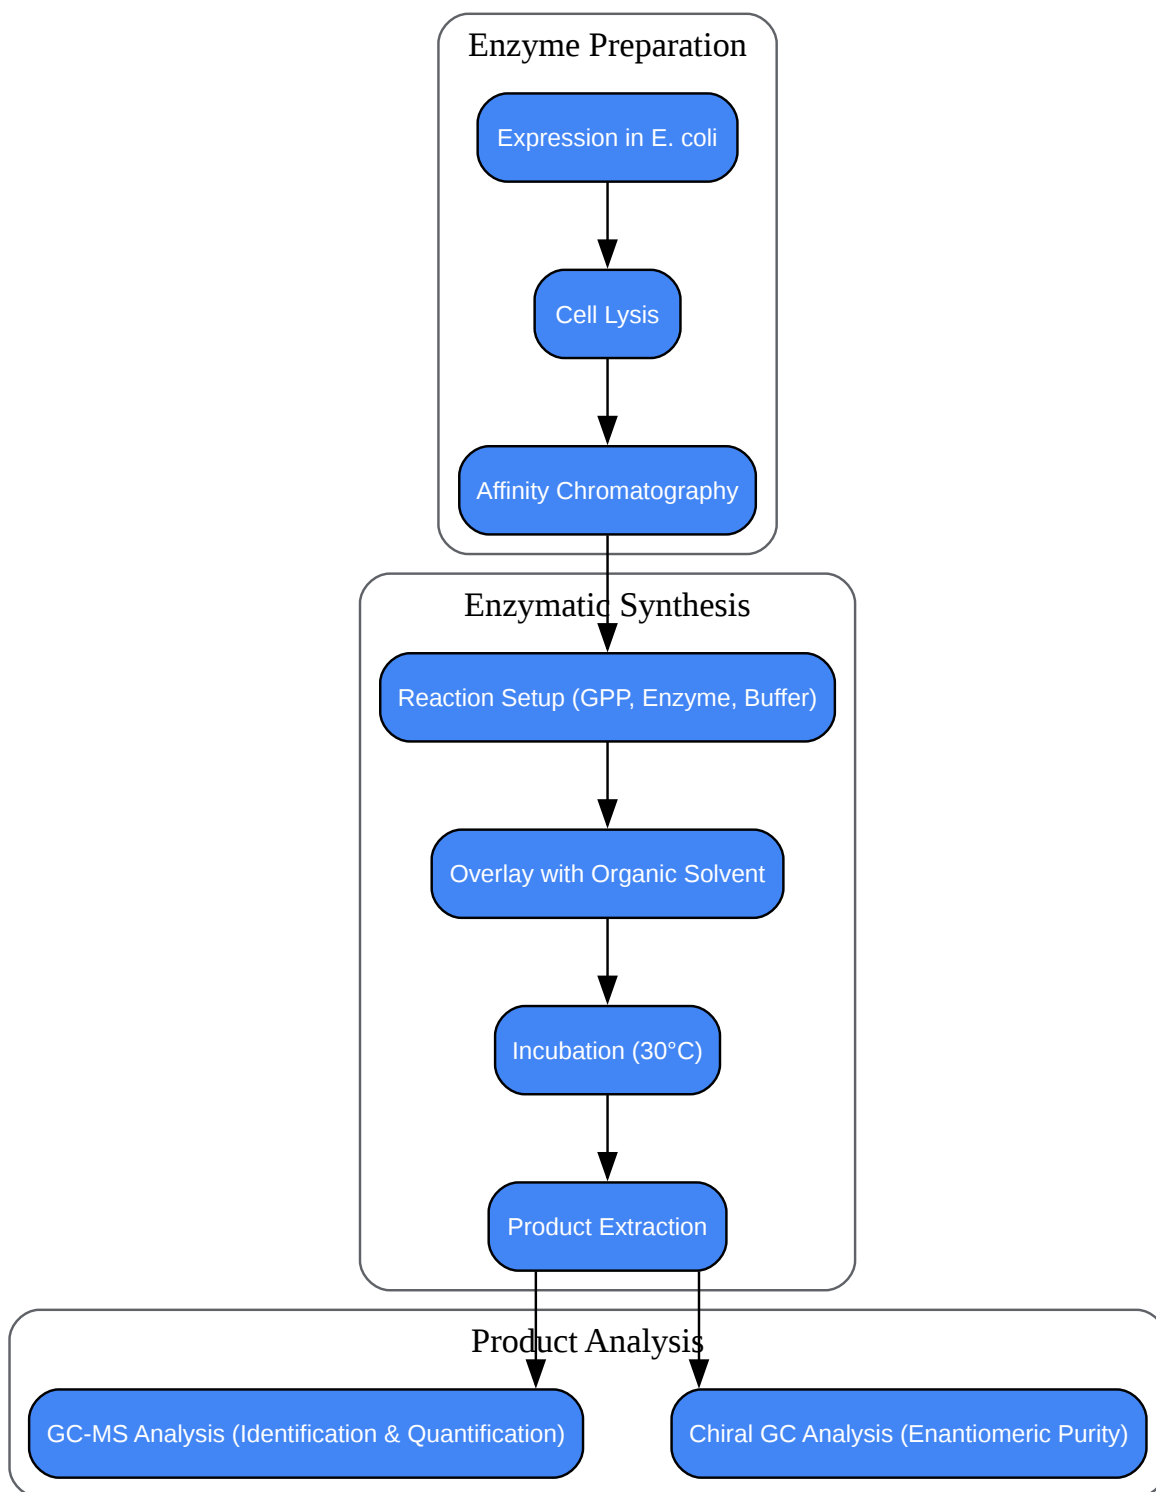 Enzyme Preparation
Expression in E. coli
Cell Lysis
Affinity Chromatography
Enzymatic Synthesis
Reaction Setup (GPP, Enzyme, Buffer)
Overlay with Organic Solvent
Incubation (30°C)
Product Extraction
Product Analysis
GC-MS Analysis (Identification & Quantification)
Chiral GC Analysis (Enantiomeric Purity)